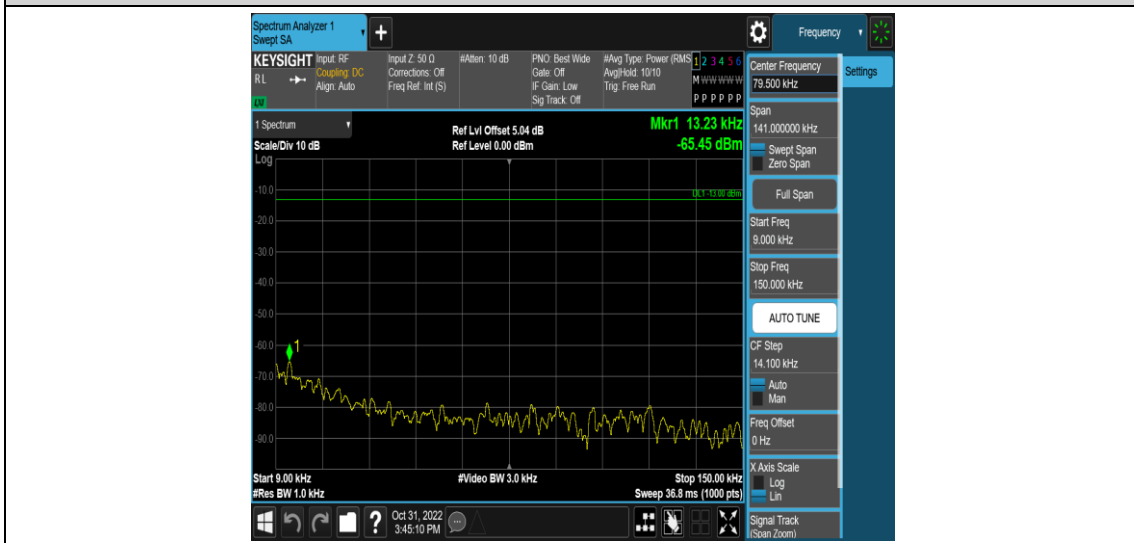 Spectrum Analyzer 1
Swept SA
+
Frequency
KEYSIGHT
RL
LNI
Input: RF
Coupling: DC
Align: Auto
Input Z: 50 Ω
Corrections: Off
Freq Ref: Int (S)
#Atten: 10 dB
PNO: Best Wide
Gate: Off
IF Gain: Low
Sig Track: Off
#Avg Type: Power (RMS
Avg|Hold: 10/10
Trig: Free Run
1 2 3 4 5 6
M W W W W W
P P P P P P
Center Frequency
79.500 kHz
Settings
1 Spectrum
Scale/Div 10 dB
Ref Lvl Offset 5.04 dB
Ref Level 0.00 dBm
Mkr1 13.23 kHz
-65.45 dBm
Log
DL1 -13.00 dBm
-10.0
-20.0
-30.0
-40.0
-50.0
-60.0
-70.0
-80.0
-90.0
1
Start 9.00 kHz
#Res BW 1.0 kHz
#Video BW 3.0 kHz
Stop 150.00 kHz
Sweep 36.8 ms (1000 pts)
Span
141.000000 kHz
Swept Span
Zero Span
Full Span
Start Freq
9.000 kHz
Stop Freq
150.000 kHz
AUTO TUNE
CF Step
14.100 kHz
Auto
Man
Freq Offset
0 Hz
X Axis Scale
Log
Lin
Signal Track
(Span Zoom)
?
Oct 31, 2022
3:45:10 PM